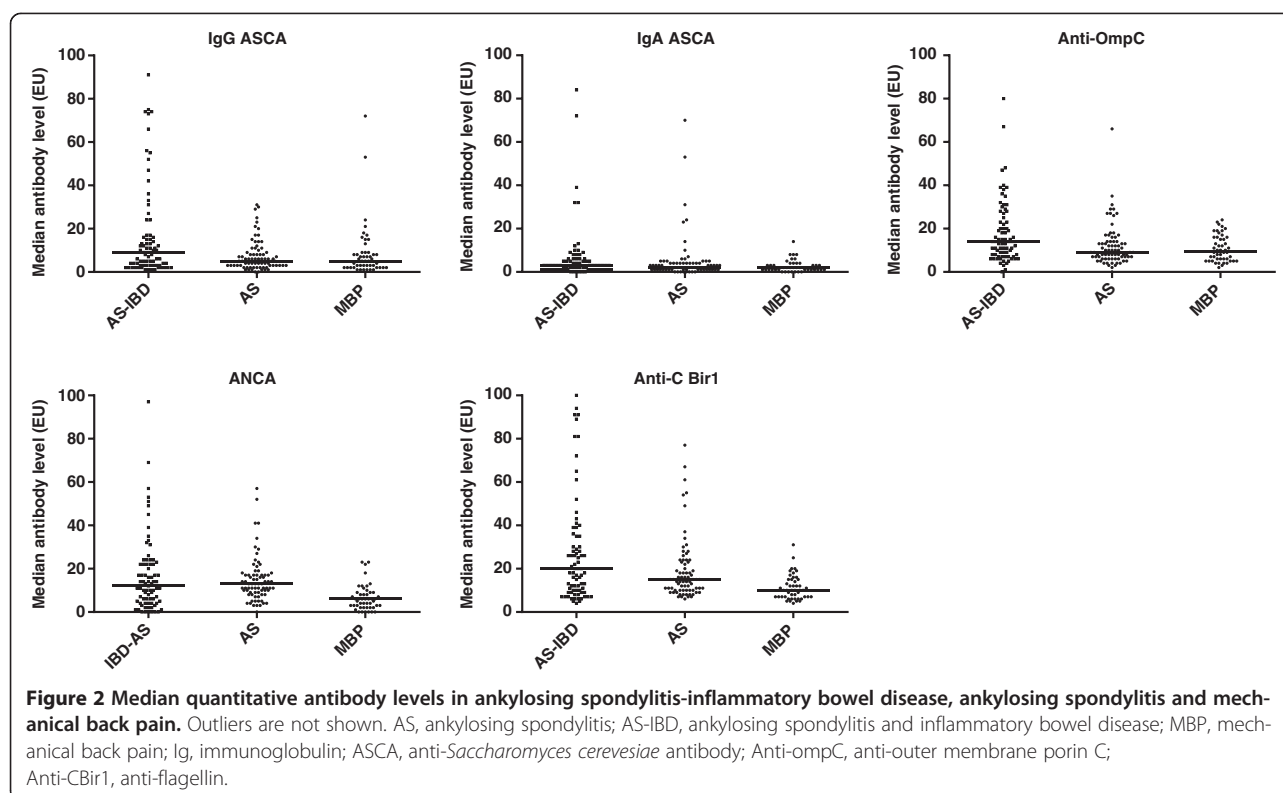 IgG ASCA
Median antibody level (EU)
100
80
60
40
20
0
AS-IBD
AS
MBP
IgA ASCA
Median antibody level (EU)
100
80
60
40
20
0
AS-IBD
AS
MBP
Anti-OmpC
Median antibody level (EU)
100
80
60
40
20
0
AS-IBD
AS
MBP
ANCA
Median antibody level (EU)
100
80
60
40
20
0
IBD-AS
AS
MBP
Anti-C Bir1
Median antibody level (EU)
100
80
60
40
20
0
AS-IBD
AS
MBP
Figure 2 Median quantitative antibody levels in ankylosing spondylitis-inflammatory bowel disease, ankylosing spondylitis and mech-
anical back pain. Outliers are not shown. AS, ankylosing spondylitis; AS-IBD, ankylosing spondylitis and inflammatory bowel disease; MBP, mech-
anical back pain; Ig, immunoglobulin; ASCA, anti-Saccharomyces cerevesiae antibody; Anti-ompC, anti-outer membrane porin C;
Anti-CBir1, anti-flagellin.